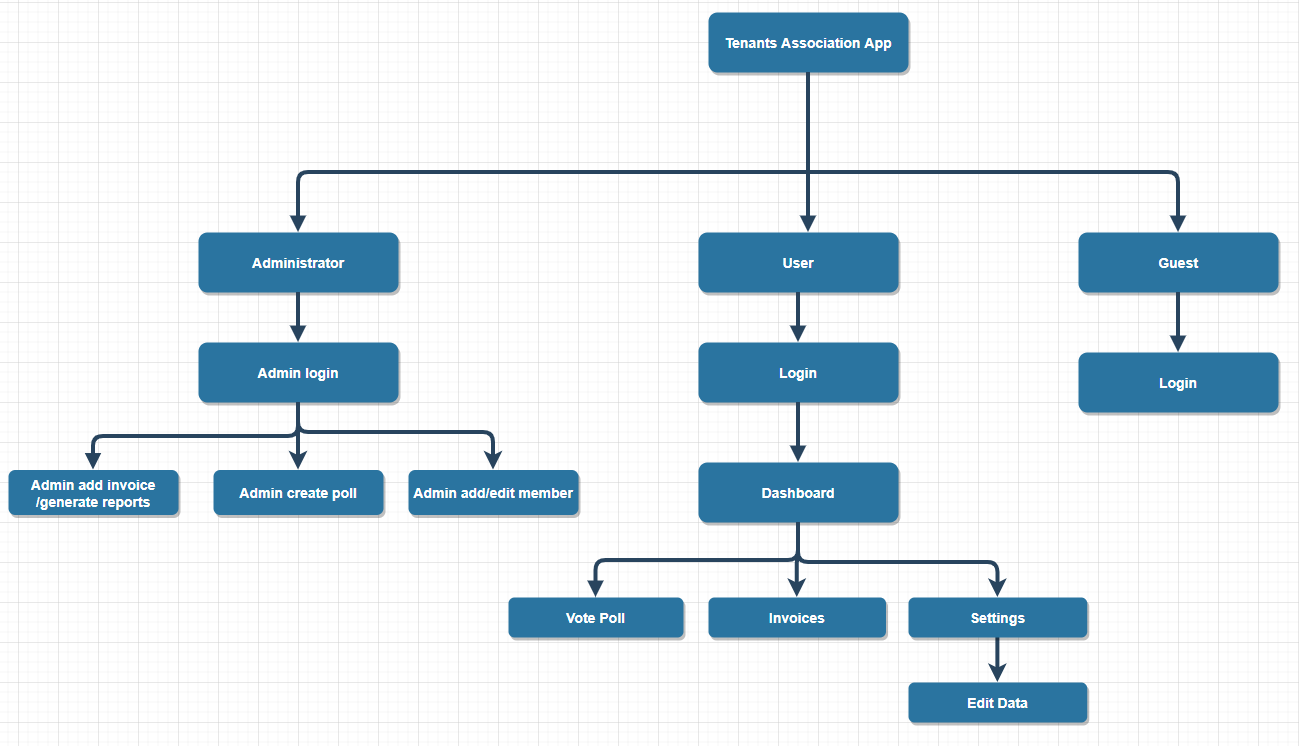 Tenants Association App
Administrator
User
Guest
Admin login
Login
Login
Admin add invoice
/generate reports
Admin create poll
Admin add/edit member
Dashboard
Vote Poll
Invoices
Settings
Edit Data